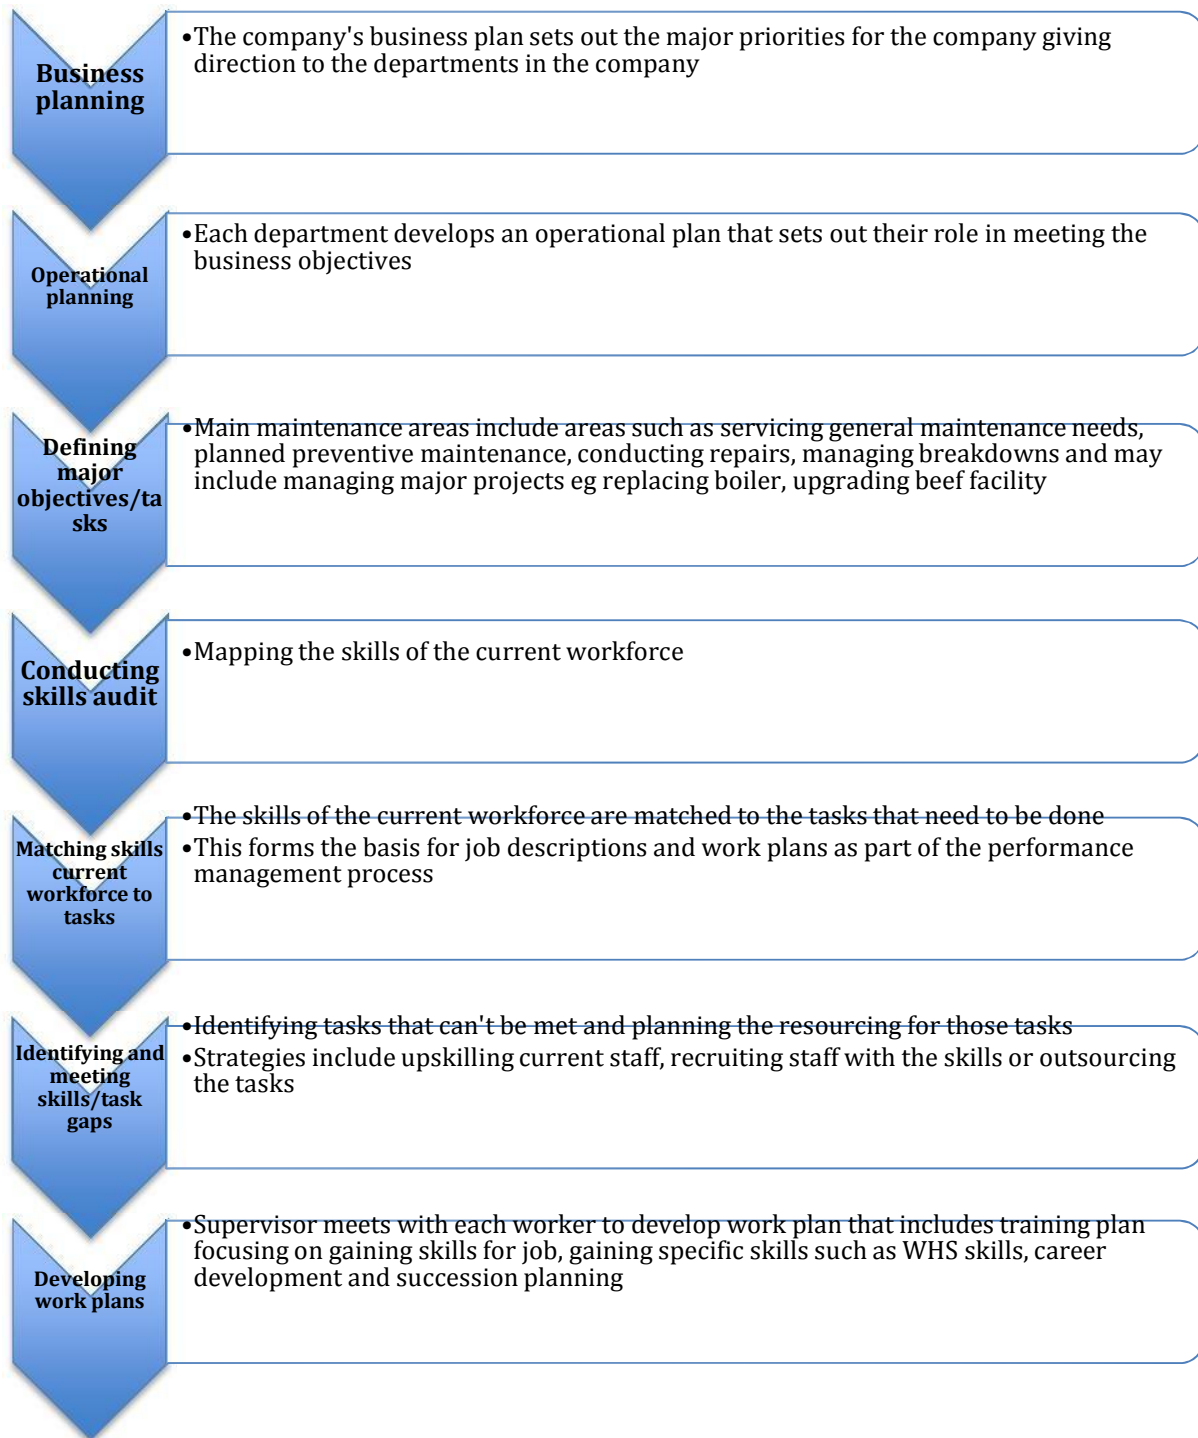 Business
planning
•The company's business plan sets out the major priorities for the company giving
direction to the departments in the company
Operational
planning
•Each department develops an operational plan that sets out their role in meeting the
business objectives
Defining
major
objectives/ta
sks
•Main maintenance areas include areas such as servicing general maintenance needs,
planned preventive maintenance, conducting repairs, managing breakdowns and may
include managing major projects eg replacing boiler, upgrading beef facility
Conducting
skills audit
•Mapping the skills of the current workforce
Matching skills
current
workforce to
tasks
•The skills of the current workforce are matched to the tasks that need to be done
•This forms the basis for job descriptions and work plans as part of the performance
management process
Identifying and
meeting
skills/task
gaps
•Identifying tasks that can't be met and planning the resourcing for those tasks
•Strategies include upskilling current staff, recruiting staff with the skills or outsourcing
the tasks
Developing
work plans
•Supervisor meets with each worker to develop work plan that includes training plan
focusing on gaining skills for job, gaining specific skills such as WHS skills, career
development and succession planning